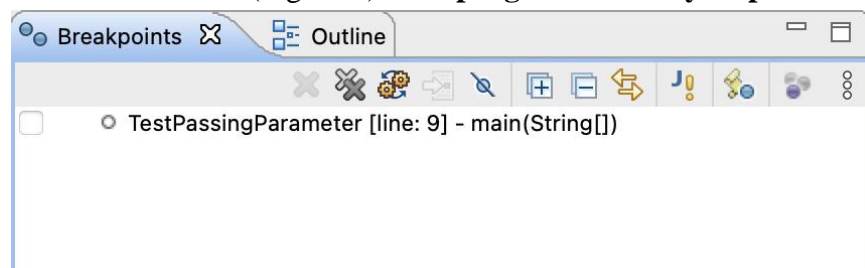 Breakpoints Outline
TestPassingParameter [line: 9] - main(String[])